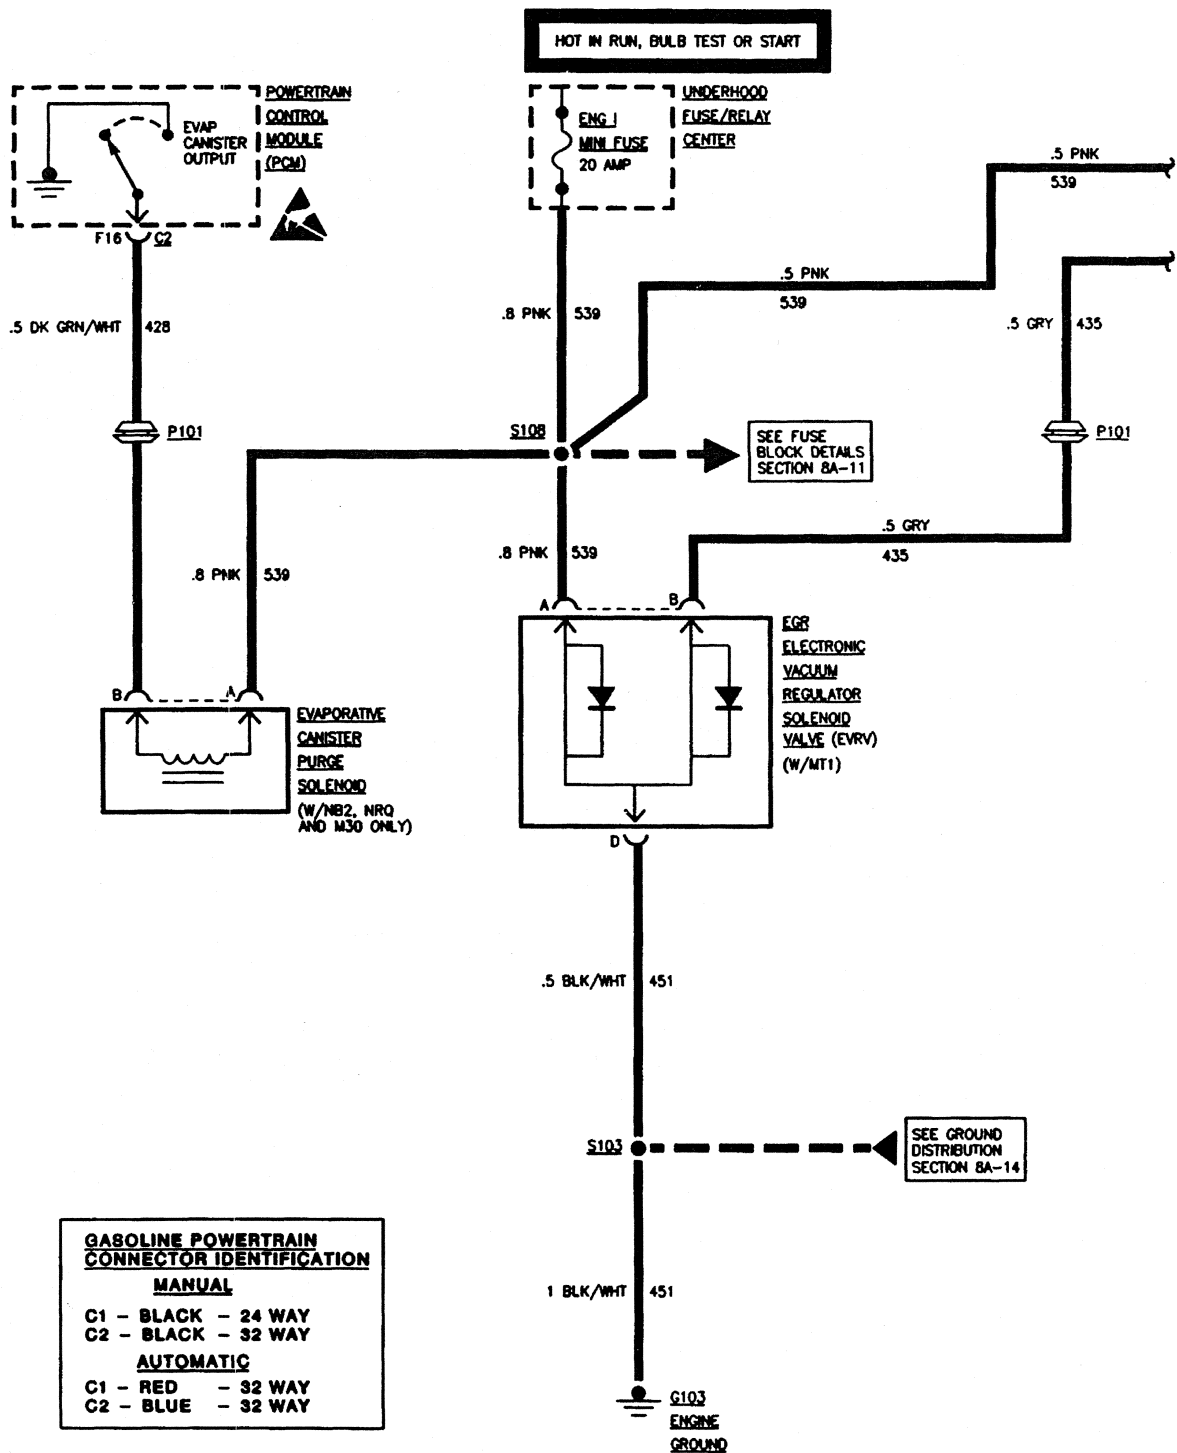 HOT IN RUN, BULB TEST OR START
POWERTRAIN
CONTROL
MODULE
(PCM)
EVAP
CANISTER
OUTPUT
F16
C2
ENG I
MINI FUSE
20 AMP
UNDERHOOD
FUSE/RELAY
CENTER
.5 PNK
539
.5 PNK
539
.8 PNK
539
.5 DK GRN/WHT
428
.5 GRY
435
P101
S108
SEE FUSE
BLOCK DETAILS
SECTION 8A-11
P101
.5 GRY
435
.8 PNK
539
.8 PNK
539
A
B
EGR
ELECTRONIC
VACUUM
REGULATOR
SOLENOID
VALVE (EVRV)
(W/MT1)
B
A
EVAPORATIVE
CANISTER
PURGE
SOLENOID
(W/NB2, NRQ
AND M30 ONLY)
D
.5 BLK/WHT
451
S103
SEE GROUND
DISTRIBUTION
SECTION 8A-14
1 BLK/WHT
451
G103
ENGINE
GROUND
GASOLINE POWERTRAIN
CONNECTOR IDENTIFICATION
MANUAL
C1 - BLACK - 24 WAY
C2 - BLACK - 32 WAY
AUTOMATIC
C1 - RED - 32 WAY
C2 - BLUE - 32 WAY